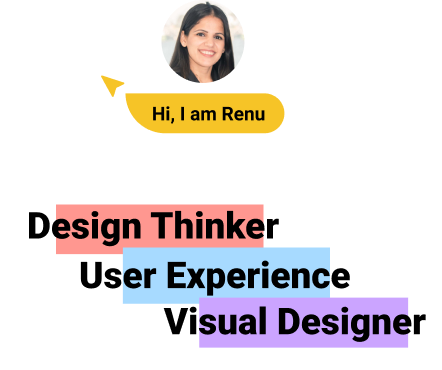 Hi, I am Renu
Design Thinker
User Experience
Visual Designer